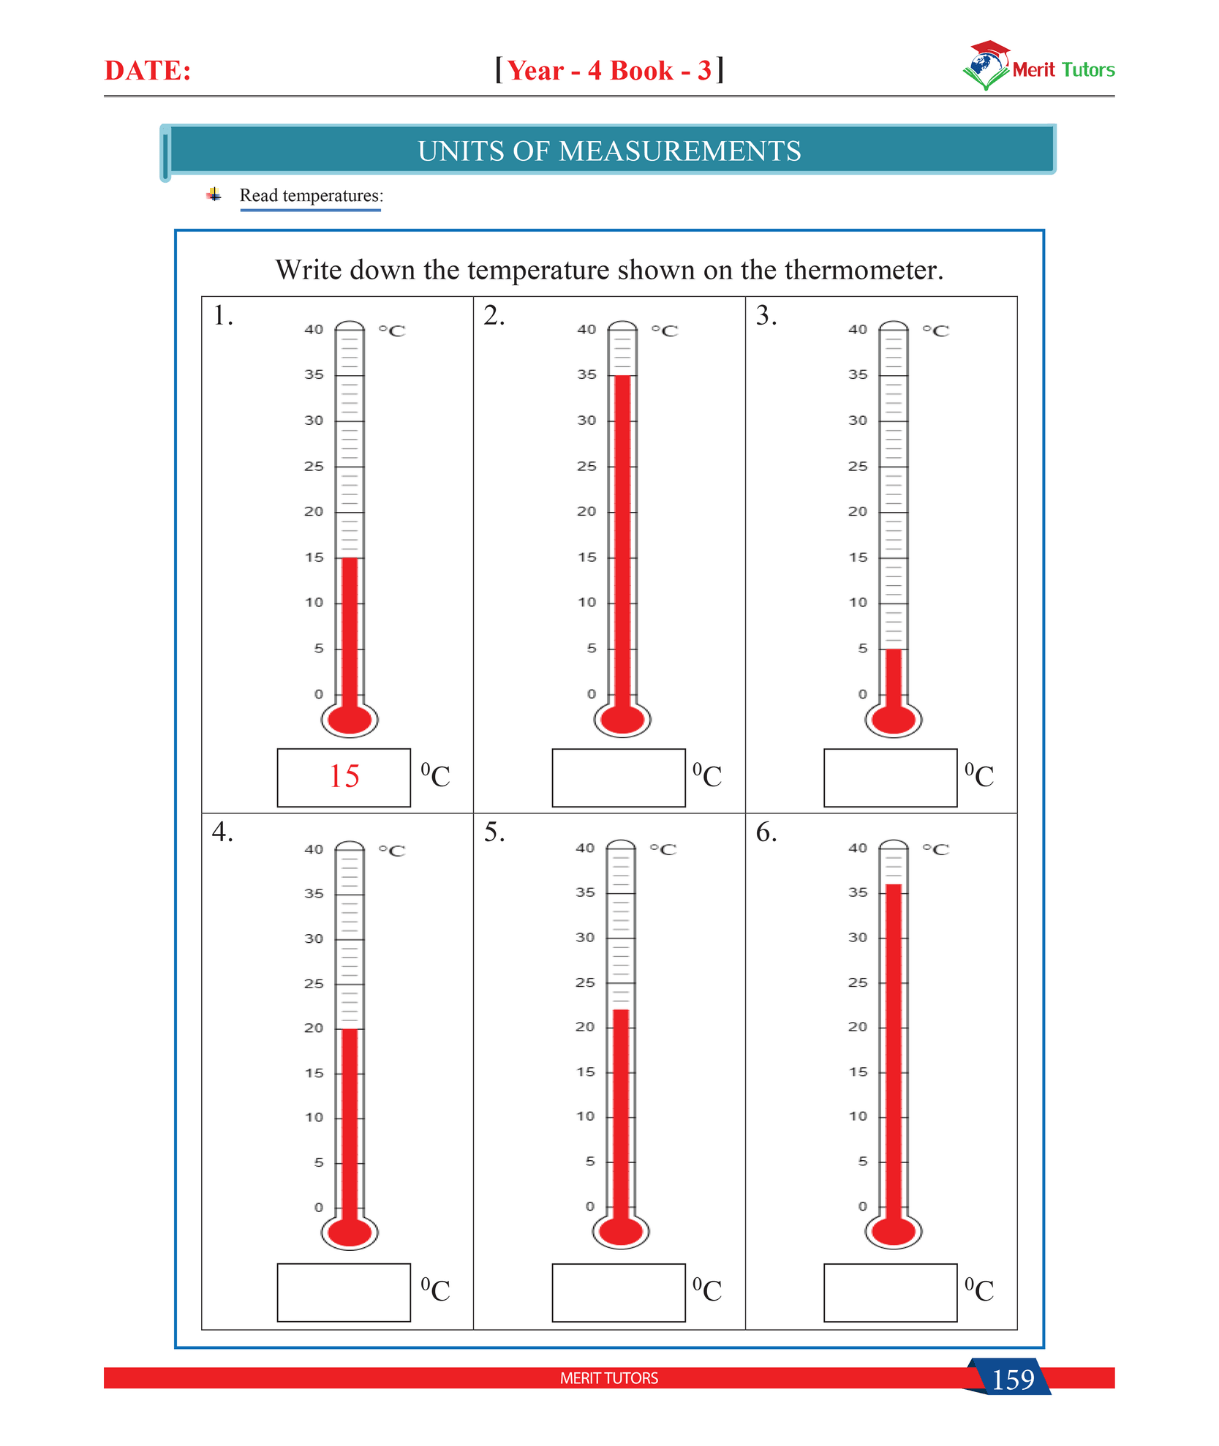 DATE:
[Year - 4 Book - 3]
Merit Tutors
UNITS OF MEASUREMENTS
Read temperatures:
Write down the temperature shown on the thermometer.
1.
40 °C
35
30
25
20
15
10
5
0
15 ⁰C
2.
40 °C
35
30
25
20
15
10
5
0
⁰C
3.
40 °C
35
30
25
20
15
10
5
0
⁰C
4.
40 °C
35
30
25
20
15
10
5
0
⁰C
5.
40 °C
35
30
25
20
15
10
5
0
⁰C
6.
40 °C
35
30
25
20
15
10
5
0
⁰C
MERIT TUTORS
159